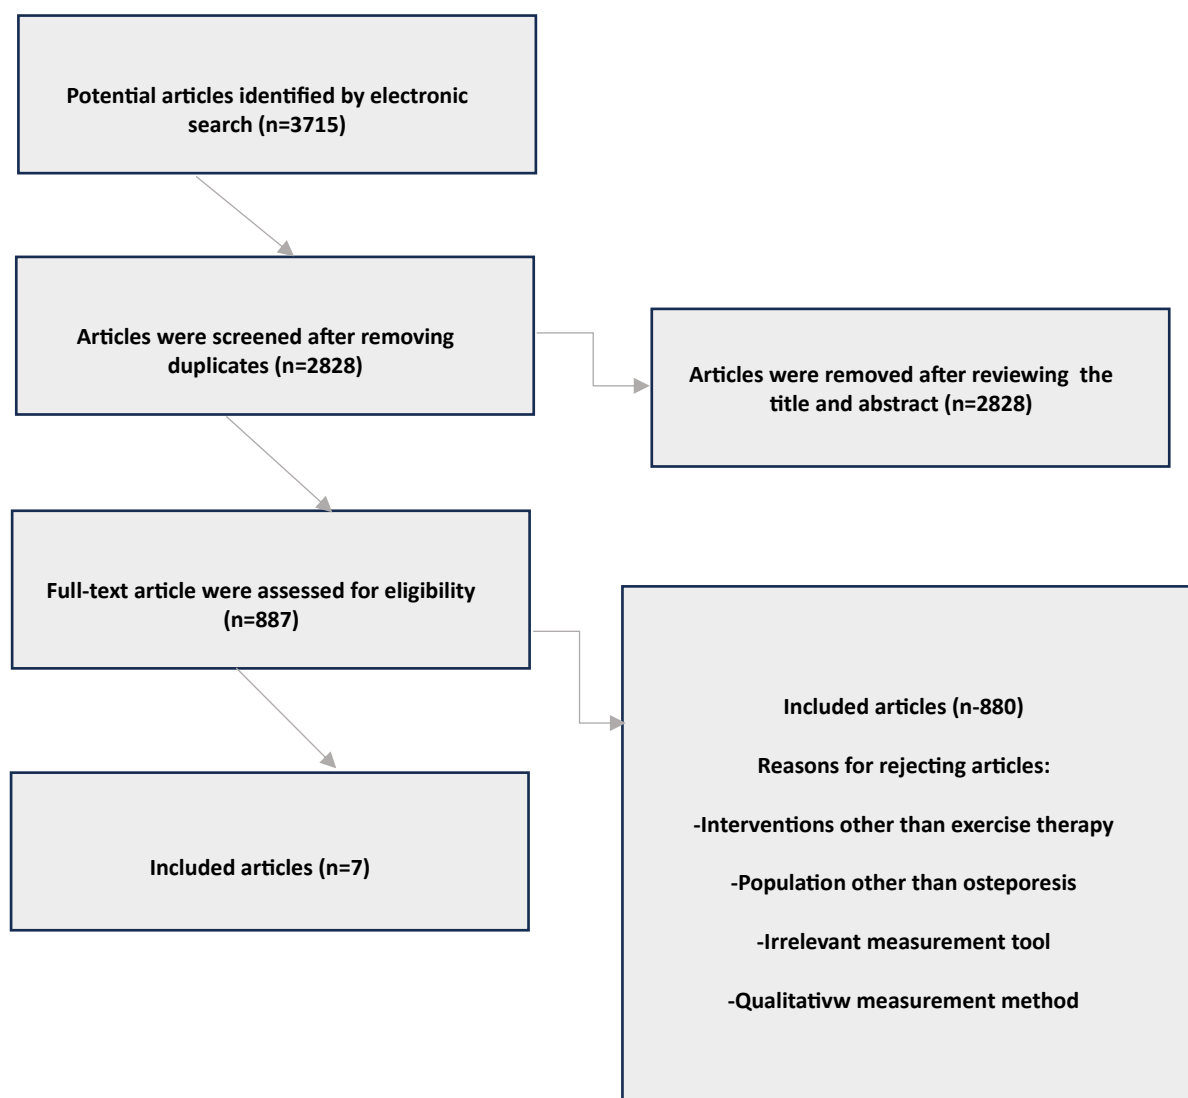 Potential articles identified by electronic
search (n=3715)
Articles were screened after removing
duplicates (n=2828)
Articles were removed after reviewing the
title and abstract (n=2828)
Full-text article were assessed for eligibility
(n=887)
Included articles (n-880)
Reasons for rejecting articles:
-Interventions other than exercise therapy
-Population other than osteporesis
-Irrelevant measurement tool
-Qualitativw measurement method
Included articles (n=7)